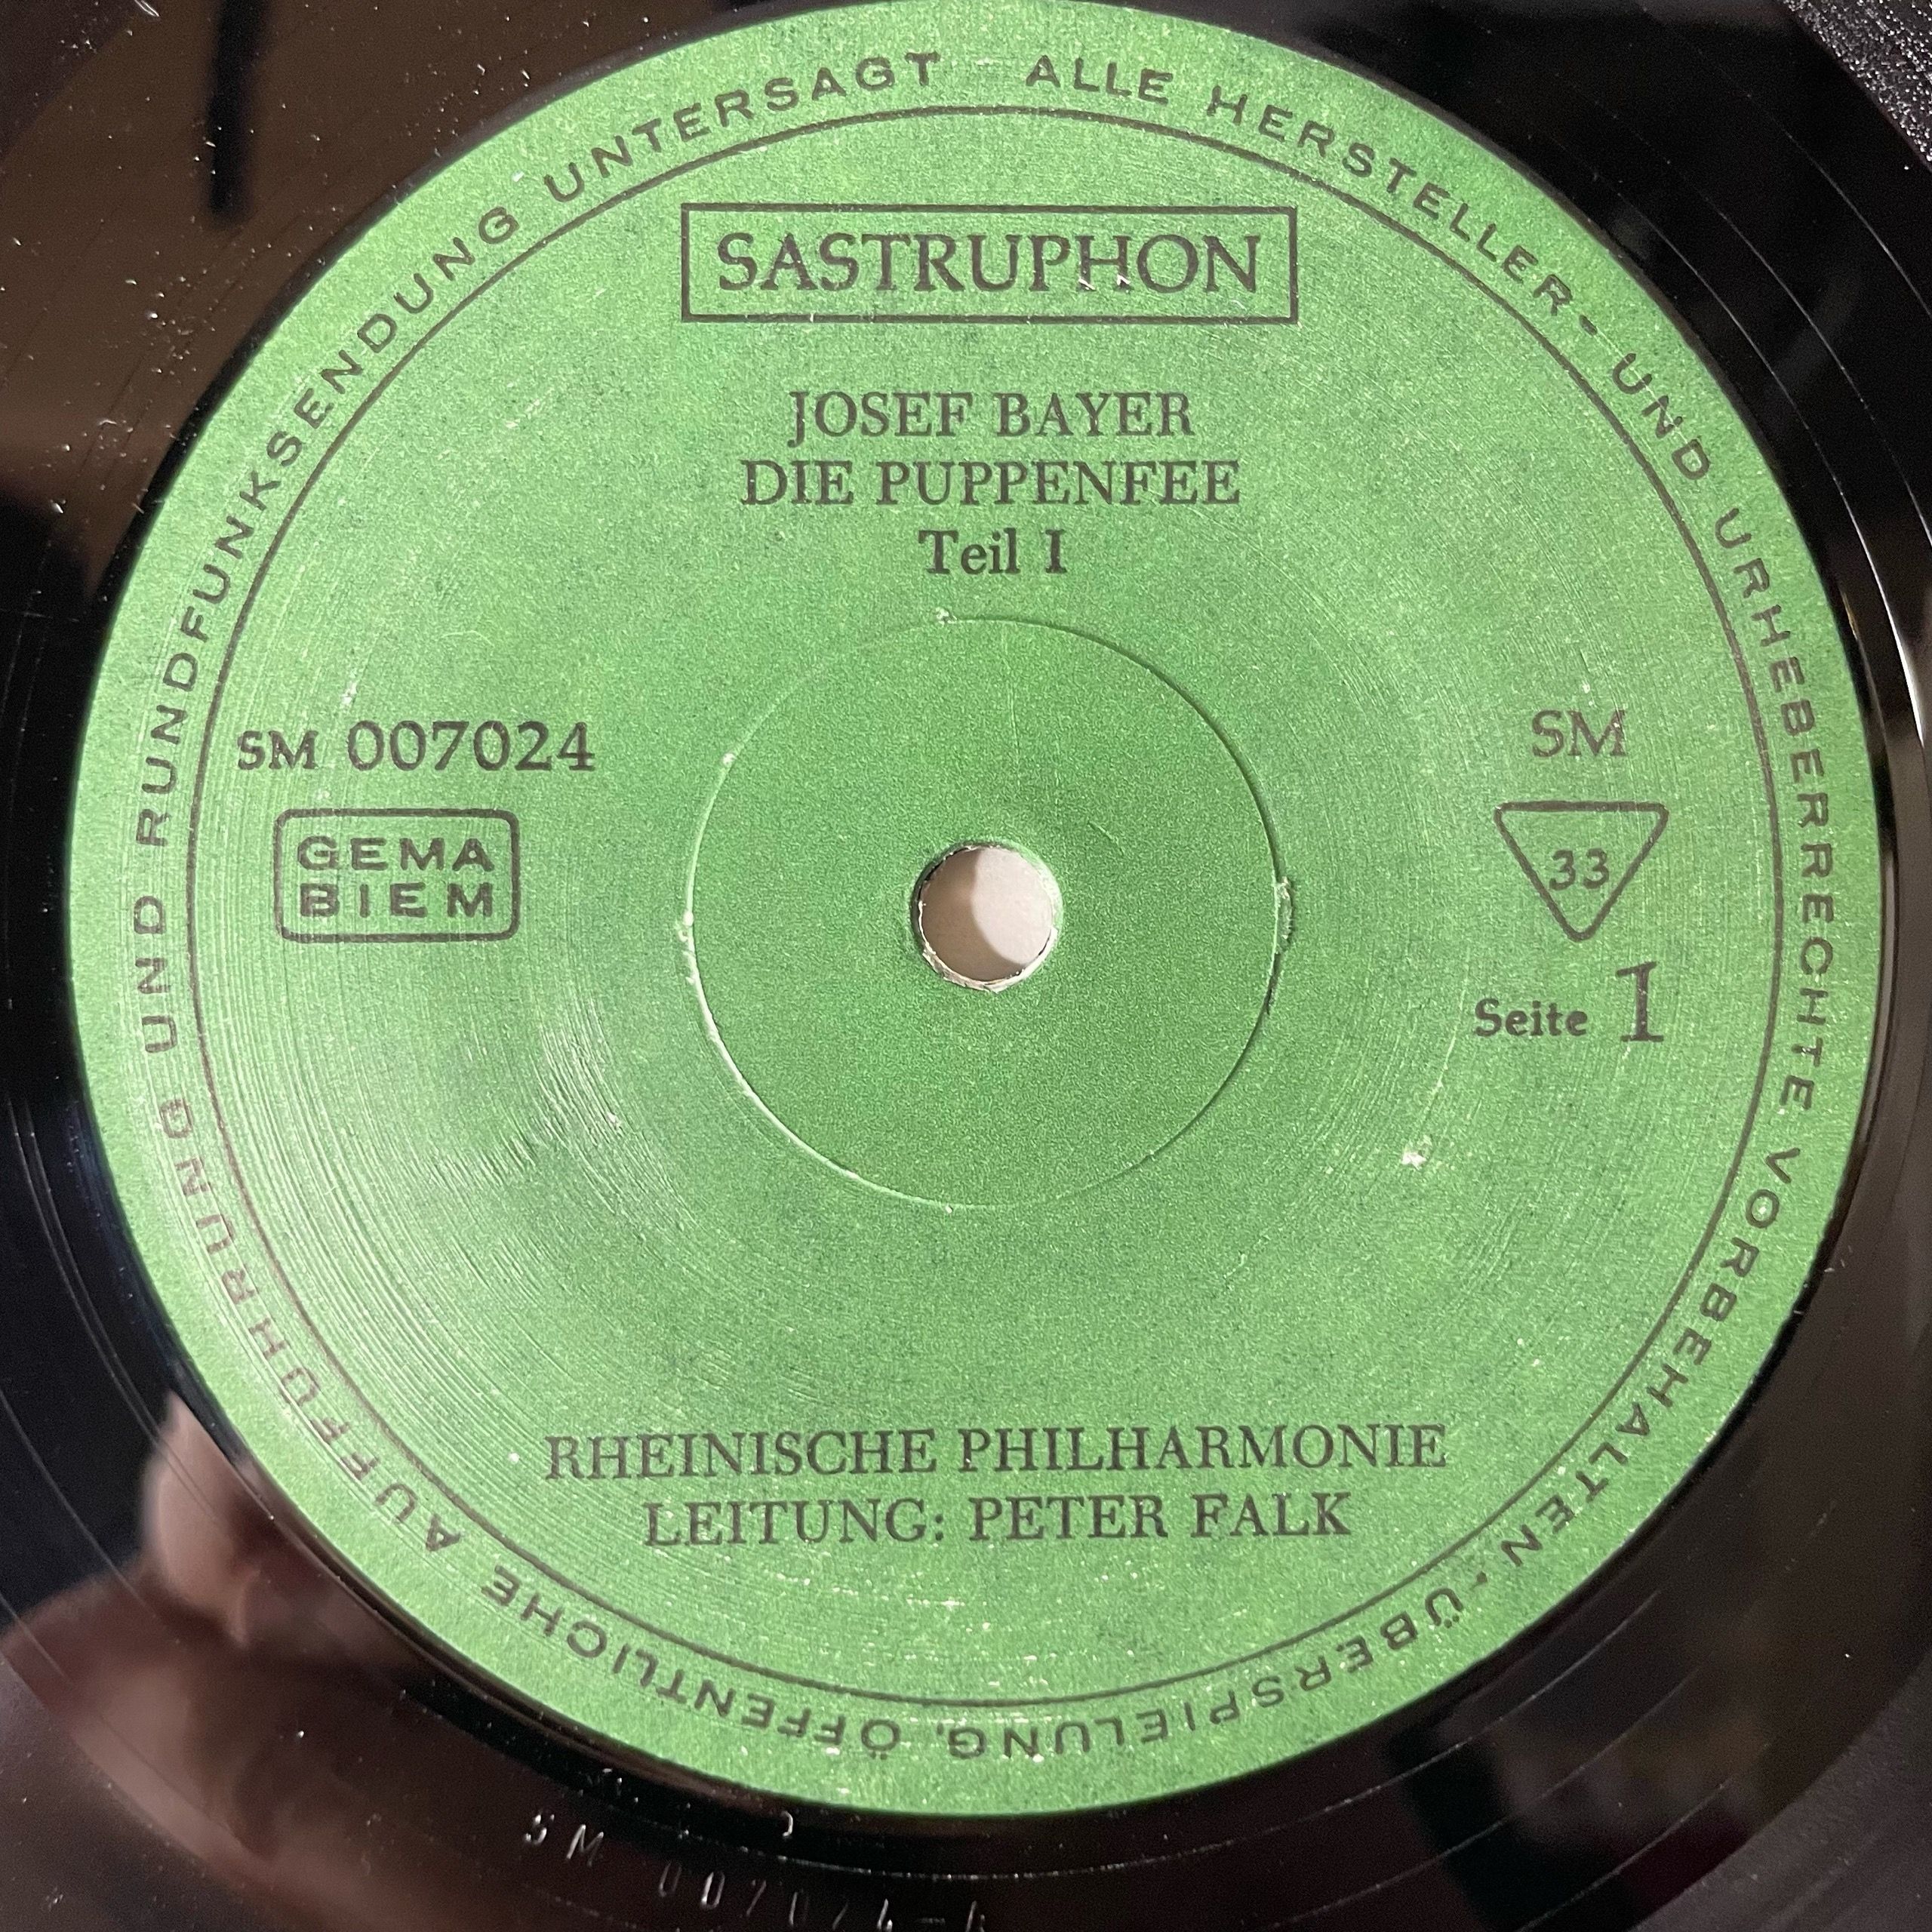 SASTRUPHON
JOSEF BAYER
DIE PUPPENFEE
Teil I
SM 007024
GEMA
BIEM
SM
33
Seite 1
RHEINISCHE PHILHARMONIE
LEITUNG: PETER FALK
ALLE HERSTELLER- UND URHEBERRECHTE VORBEHALTEN - ÜBERSPIELUNG, ÖFFENTLICHE AUFFÜHRUNG UND RUNDFUNKSENDUNG UNTERSAGT
SM